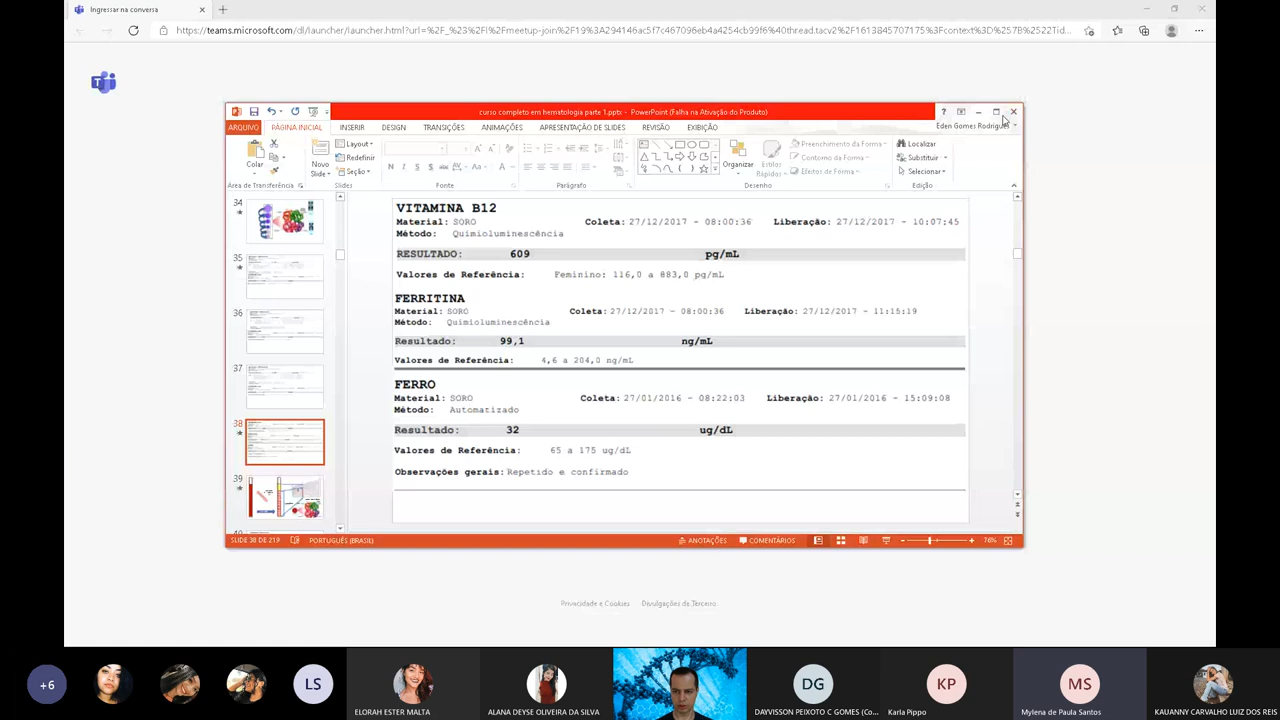 Ingressar na conversa
https://teams.microsoft.com/dl/launcher/launcher.html?url=%2F_%23%2Fl%2Fmeetup-join%2F19%3A294146ac5f7c467096eb4a4254cb99f6%40thread.tacv2%2F1613845707175%3Fcontext%3D%257B%2522Tid...
curso completo em hematologia parte 1.pptx - PowerPoint (Falha na Ativação do Produto)
Eden Gomes Rodrigues
ARQUIVO PÁGINA INICIAL INSERIR DESIGN TRANSIÇÕES ANIMAÇÕES APRESENTAÇÃO DE SLIDES REVISÃO EXIBIÇÃO
Colar
Novo Slide
Layout
Redefinir
Seção
N I S
Organizar
Estilos Rápidos
Preenchimento da Forma
Contorno da Forma
Efeitos de Forma
Localizar
Substituir
Selecionar
Área de Transferência Slides Fonte Parágrafo Desenho Edição
34
35
36
37
38
39
40
VITAMINA B12
Material: SORO Coleta: 27/12/2017 - 08:00:36 Liberação: 27/12/2017 - 10:07:45
Método: Quimioluminescência
RESULTADO: 609 pg/mL
Valores de Referência: Feminino: 116,0 a 883,0 pg/mL
FERRITINA
Material: SORO Coleta: 27/12/2017 - 08:00:36 Liberação: 27/12/2017 - 11:15:19
Método: Quimioluminescência
Resultado: 99,1 ng/mL
Valores de Referência: 4,6 a 204,0 ng/mL
FERRO
Material: SORO Coleta: 27/01/2016 - 08:22:03 Liberação: 27/01/2016 - 15:09:08
Método: Automatizado
Resultado: 32 ug/dL
Valores de Referência: 65 a 175 ug/dL
Observações gerais: Repetido e confirmado
SLIDE 38 DE 219 PORTUGUÊS (BRASIL) ANOTAÇÕES COMENTÁRIOS 76%
Privacidade e Cookies Divulgações de Terceiro
+6
LS
DG
KP
MS
ELORAH ESTER MALTA
ALANA DEYSE OLIVEIRA DA SILVA
DAYVISSON PEIXOTO C GOMES (Co...
Karla Pippo
Mylena de Paula Santos
KAUANNY CARVALHO LUIZ DOS REIS